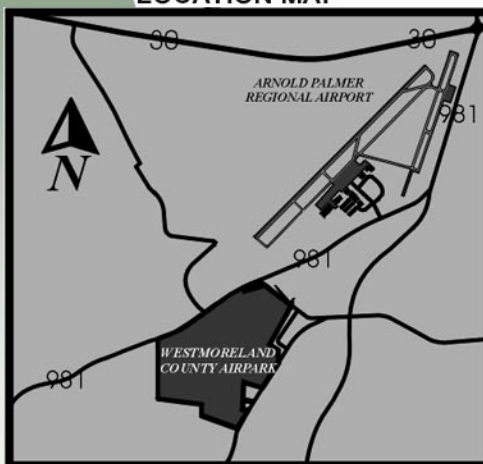 LOCATION MAP
30 30
ARNOLD PALMER
REGIONAL AIRPORT
981
N
981
WESTMORELAND
COUNTY AIRPARK
981